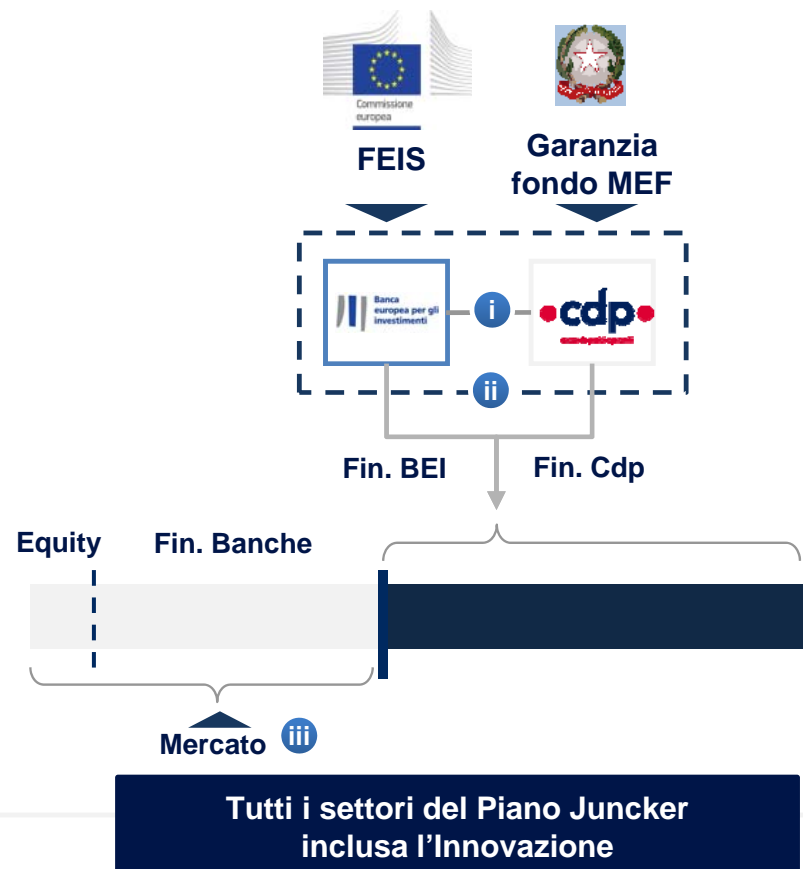 Commissione
europea
FEIS
Garanzia
fondo MEF
Banca
europea per gli
investimenti
i
cdp
ii
Fin. BEI
Fin. Cdp
Equity
Fin. Banche
Mercato
iii
Tutti i settori del Piano Juncker
inclusa l’Innovazione